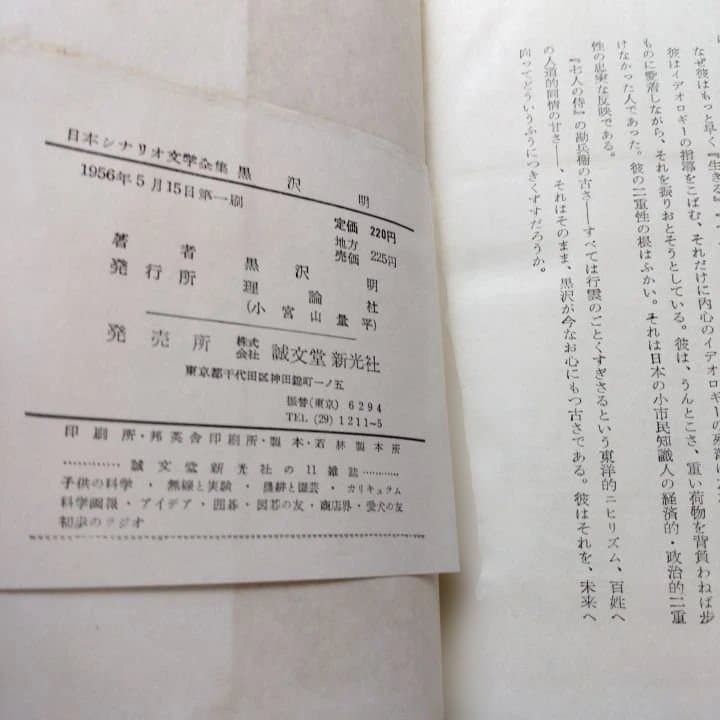 なぜ彼はもっと早く『生きる』
彼はイデオロギーの指導をこばむ、それだけに内心のイデオロギーの残滓
ものに愛着しながら、それを振りおとそうとしている。彼は、うんとこさ、重い荷物を背負わねば歩
けなかった人であった。彼の二重性の根はふかい。それは日本の小市民知識人の経済的・政治的二重
性の忠実な反映である。
『七人の侍』の勘兵衛の古さ――すべては行雲のごとくすぎさるという東洋的ニヒリズム、百姓へ
の人道的同情の甘さ――、それはそのまま、黒沢が今なお心にもつ古さである。彼はそれを、未来へ
向ってどういうふうにつきくずすだろうか。
日本シナリオ文学全集 黒沢 明
1956年5月15日第一刷
定価 220円
地方売価 225円
著者 黒沢 明
発行所 理論社
(小宮山量平)
発売所 株式会社 誠文堂新光社
東京都千代田区神田錦町一ノ五
振替(東京) 6294
TEL (29) 1211~5
印刷所・邦英舎印刷所・製本・若林製本所
…………誠文堂新光社の11雑誌…………
子供の科学・無線と実験・農耕と園芸・カリキュラム
科学画報・アイデア・囲碁・囲碁の友・商店界・愛犬の友
初歩のラジオ